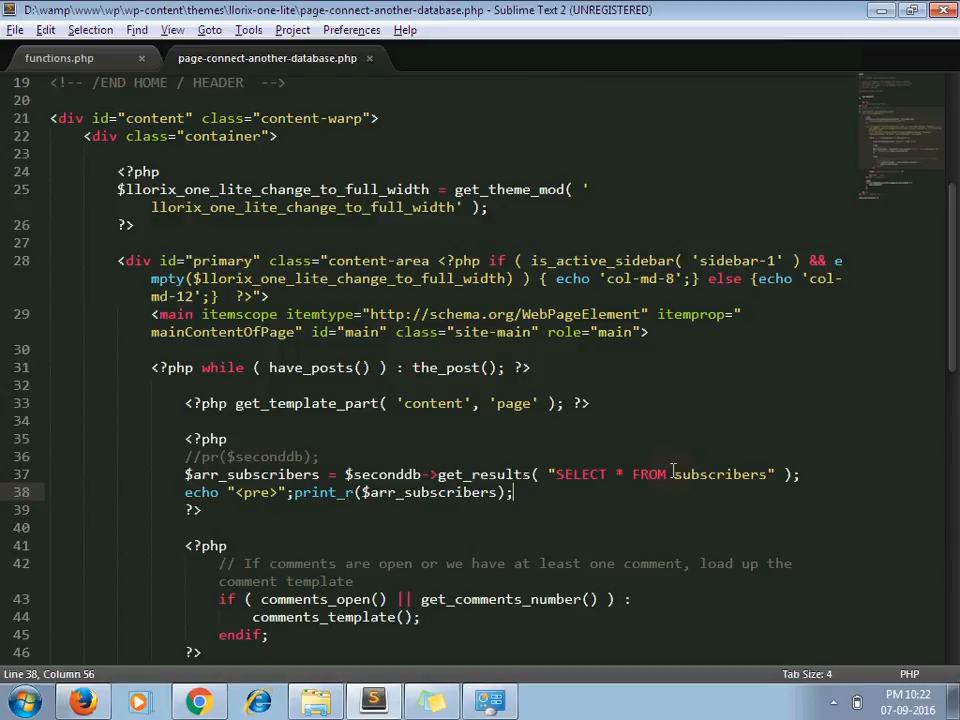 D:\wamp\www\wp\wp-content\themes\llorix-one-lite\page-connect-another-database.php - Sublime Text 2 (UNREGISTERED)
File Edit Selection Find View Goto Tools Project Preferences Help
functions.php × page-connect-another-database.php ×
19 <!-- /END HOME / HEADER  -->
20
21 <div id="content" class="content-warp">
22 <div class="container">
23
24 <?php
25 $llorix_one_lite_change_to_full_width = get_theme_mod( '
llorix_one_lite_change_to_full_width' );
26 ?>
27
28 <div id="primary" class="content-area <?php if ( is_active_sidebar( 'sidebar-1' ) && e
mpty($llorix_one_lite_change_to_full_width) ) { echo 'col-md-8';} else {echo 'col-
md-12';}  ?>">
29 <main itemscope itemtype="http://schema.org/WebPageElement" itemprop="
mainContentOfPage" id="main" class="site-main" role="main">
30
31 <?php while ( have_posts() ) : the_post(); ?>
32
33 <?php get_template_part( 'content', 'page' ); ?>
34
35 <?php
36 //pr($seconddb);
37 $arr_subscribers = $seconddb->get_results( "SELECT * FROM subscribers" );
38 echo "<pre>";print_r($arr_subscribers);
39 ?>
40
41 <?php
42 // If comments are open or we have at least one comment, load up the
comment template
43 if ( comments_open() || get_comments_number() ) :
44 comments_template();
45 endif;
46 ?>
Line 38, Column 56 Tab Size: 4 PHP
PM 10:22
07-09-2016